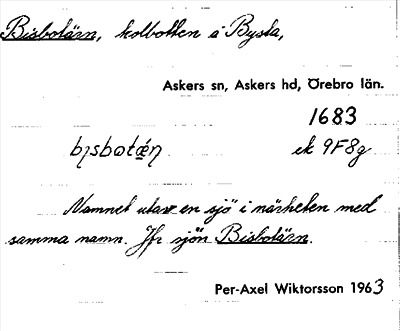 Bisbotärn, kolbotten å Bysta,
Askers sn, Askers hd, Örebro län.
1683
ek 9F8g
Namnet utav en sjö i närheten med
samma namn. Jfr sjön Bisbotärn.
Per-Axel Wiktorsson 1963